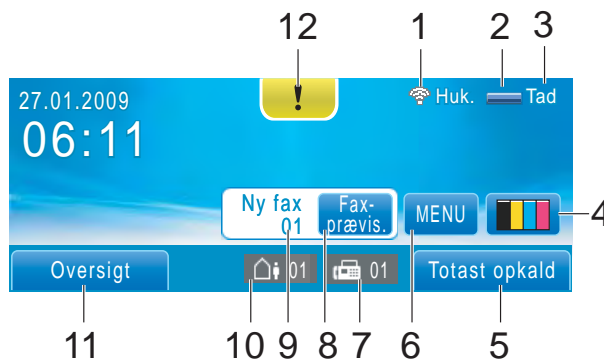 12 1 2 3
27.01.2009 ! Huk. Tad
06:11
Ny fax Fax- MENU
01 prævis.
4
Oversigt 01 01 Totast opkald
11 10 9 8 7 6 5